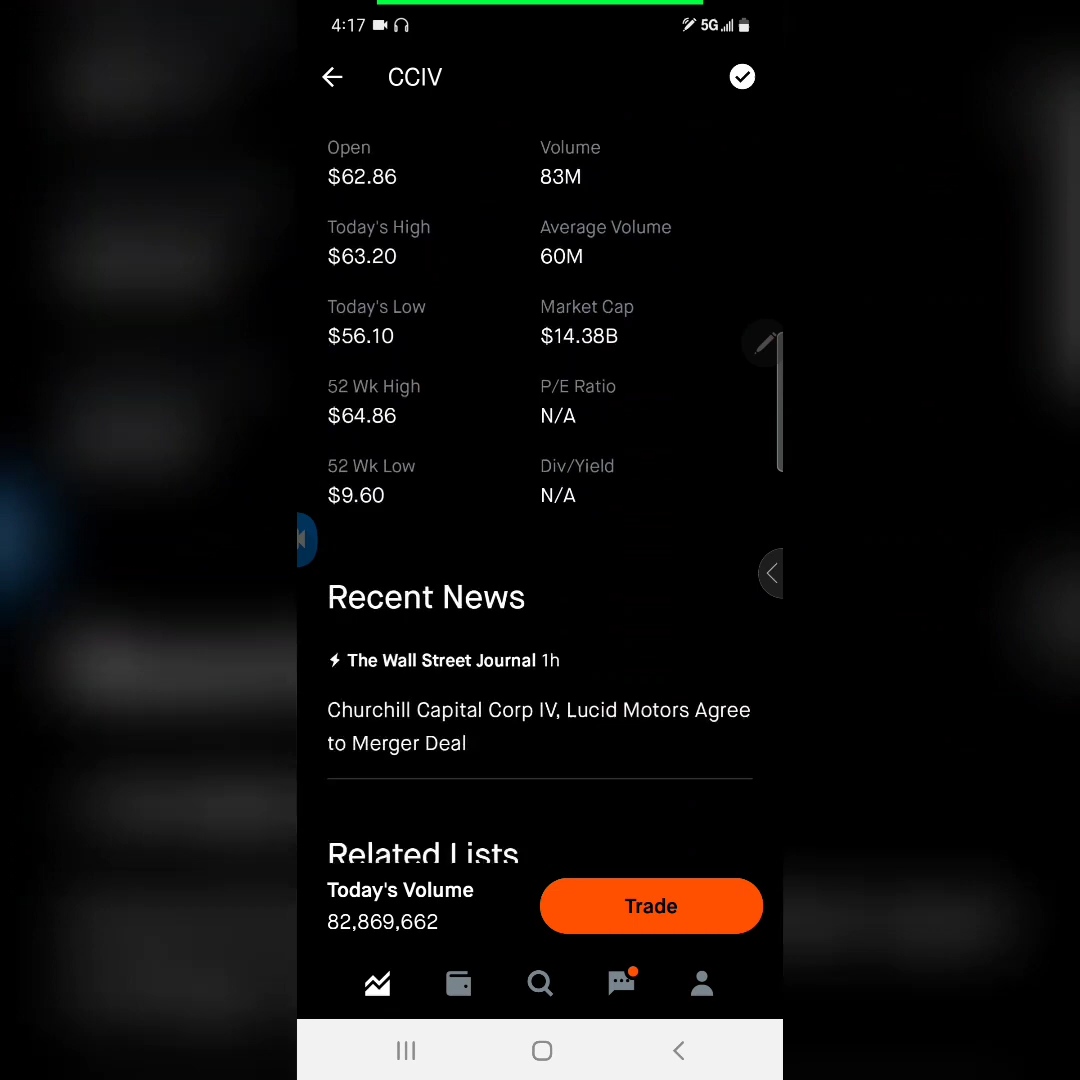 4:17
5G
CCIV
Open
Volume
$62.86
83M
Today's High
Average Volume
$63.20
60M
Today's Low
Market Cap
$56.10
$14.38B
52 Wk High
P/E Ratio
$64.86
N/A
52 Wk Low
Div/Yield
$9.60
N/A
Recent News
The Wall Street Journal 1h
Churchill Capital Corp IV, Lucid Motors Agree
to Merger Deal
Related Lists
Today's Volume
82,869,662
Trade